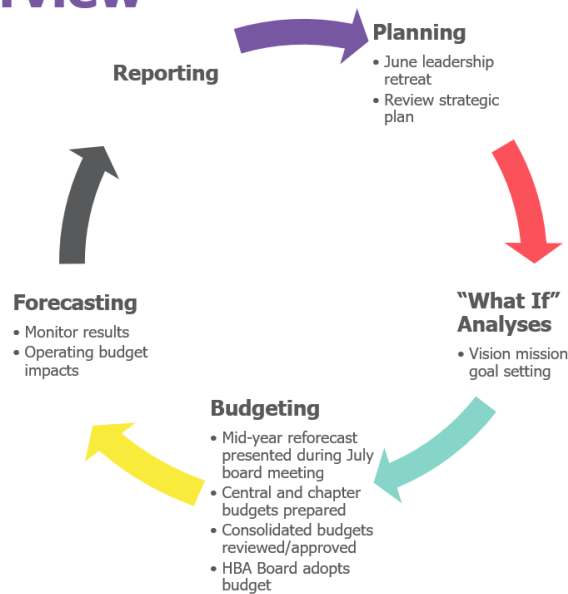 Planning
• June leadership
retreat
• Review strategic
plan
"What If"
Analyses
• Vision mission
goal setting
Budgeting
• Mid-year reforecast
presented during July
board meeting
• Central and chapter
budgets prepared
• Consolidated budgets
reviewed/approved
• HBA Board adopts
budget
Forecasting
• Monitor results
• Operating budget
impacts
Reporting